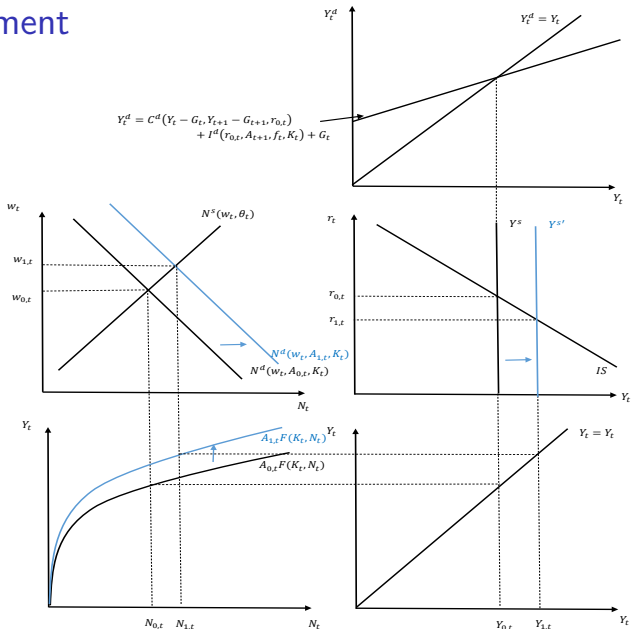 ment
Y_t^d
Y_t^d = Y_t
Y_t^d = C^d(Y_t − G_t, Y_{t+1} − G_{t+1}, r_{0,t})
+ I^d(r_{0,t}, A_{t+1}, f_t, K_t) + G_t
Y_t
w_t
N^s(w_t, θ_t)
w_{1,t}
w_{0,t}
N^d(w_t, A_{1,t}, K_t)
N^d(w_t, A_{0,t}, K_t)
N_t
r_t
Y^s
Y^{s′}
r_{0,t}
r_{1,t}
IS
Y_t
Y_t
A_{1,t}F(K_t, N_t)
A_{0,t}F(K_t, N_t)
N_{0,t}
N_{1,t}
N_t
Y_t
Y_t = Y_t
Y_{0,t}
Y_{1,t}
Y_t